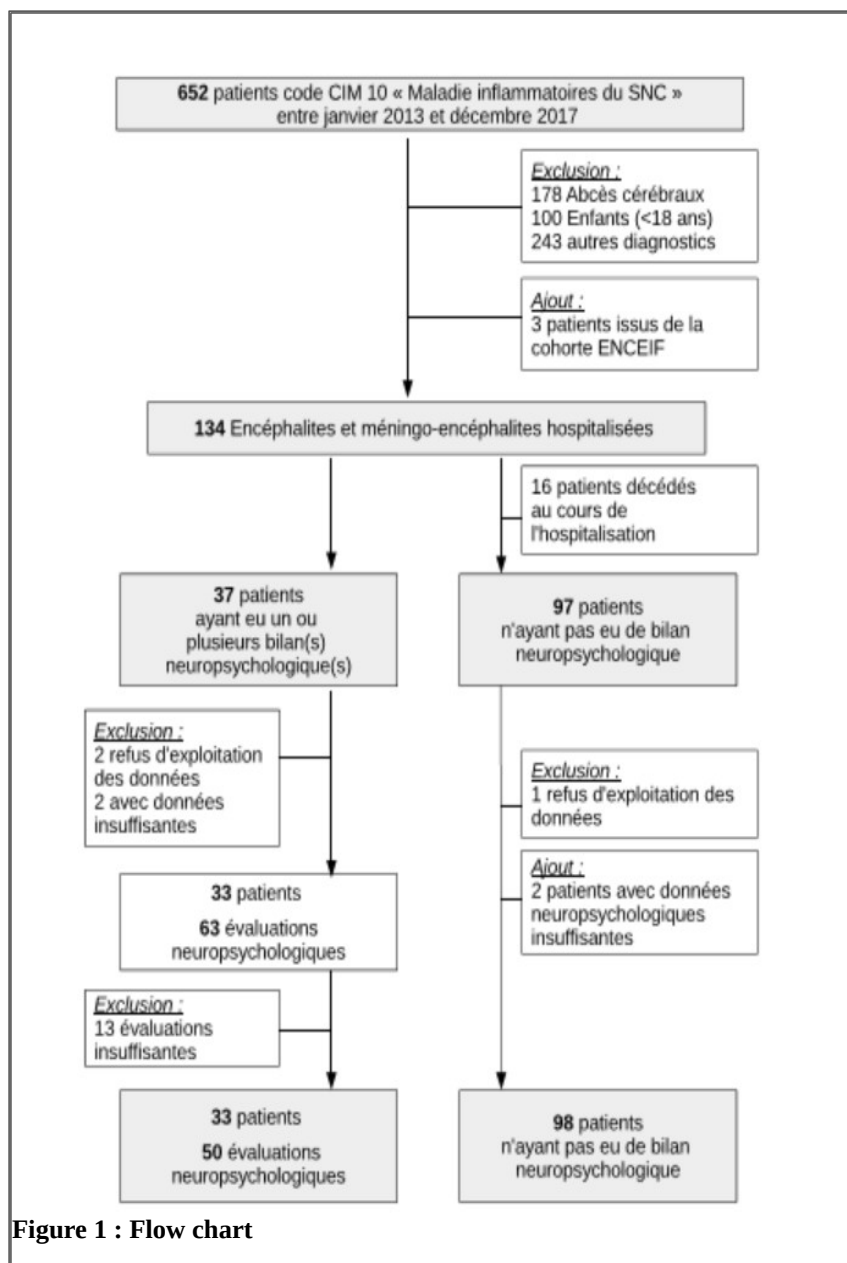 652 patients code CIM 10 « Maladie inflammatoires du SNC »
entre janvier 2013 et décembre 2017
Exclusion :
178 Abcès cérébraux
100 Enfants (<18 ans)
243 autres diagnostics
Ajout :
3 patients issus de la
cohorte ENCEIF
134 Encéphalites et méningo-encéphalites hospitalisées
16 patients décédés
au cours de
l'hospitalisation
37 patients
ayant eu un ou
plusieurs bilan(s)
neuropsychologique(s)
97 patients
n'ayant pas eu de bilan
neuropsychologique
Exclusion :
2 refus d'exploitation
des données
2 avec données
insuffisantes
Exclusion :
1 refus d'exploitation des
données
Ajout :
2 patients avec données
neuropsychologiques
insuffisantes
33 patients
63 évaluations
neuropsychologiques
Exclusion :
13 évaluations
insuffisantes
33 patients
50 évaluations
neuropsychologiques
98 patients
n'ayant pas eu de bilan
neuropsychologique
Figure 1 : Flow chart